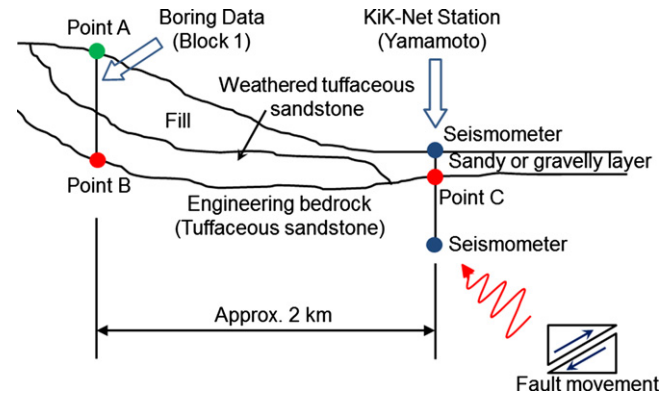 Point A
Boring Data
(Block 1)
KiK-Net Station
(Yamamoto)
Weathered tuffaceous
sandstone
Fill
Seismometer
Sandy or gravelly layer
Point B
Point C
Engineering bedrock
(Tuffaceous sandstone)
Seismometer
Approx. 2 km
Fault movement